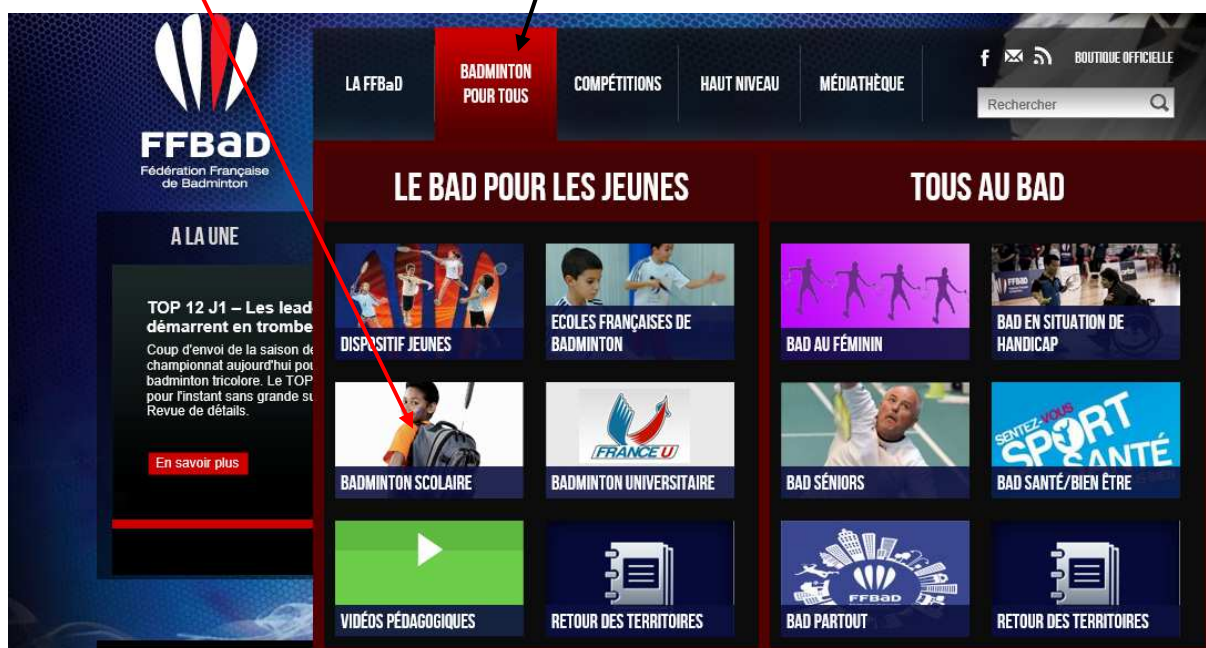 LA FFBaD
BADMINTON
POUR TOUS
COMPÉTITIONS
HAUT NIVEAU
MÉDIATHÈQUE
BOUTIQUE OFFICIELLE
Rechercher
FFBaD
Fédération Française
de Badminton
A LA UNE
TOP 12 J1 – Les lead
démarrent en trombe
Coup d'envoi de la saison de
championnat aujourd'hui pou
badminton tricolore. Le TOP
pour l'instant sans grande su
Revue de détails.
En savoir plus
LE BAD POUR LES JEUNES
DISPOSITIF JEUNES
ECOLES FRANÇAISES DE
BADMINTON
BADMINTON SCOLAIRE
FRANCE U
BADMINTON UNIVERSITAIRE
VIDÉOS PÉDAGOGIQUES
RETOUR DES TERRITOIRES
TOUS AU BAD
BAD AU FÉMININ
FFBaD
BAD EN SITUATION DE
HANDICAP
BAD SÉNIORS
SENTEZ-VOUS
SPORT
SANTÉ
BAD SANTÉ/BIEN ÊTRE
FFBaD
BAD PARTOUT
RETOUR DES TERRITOIRES